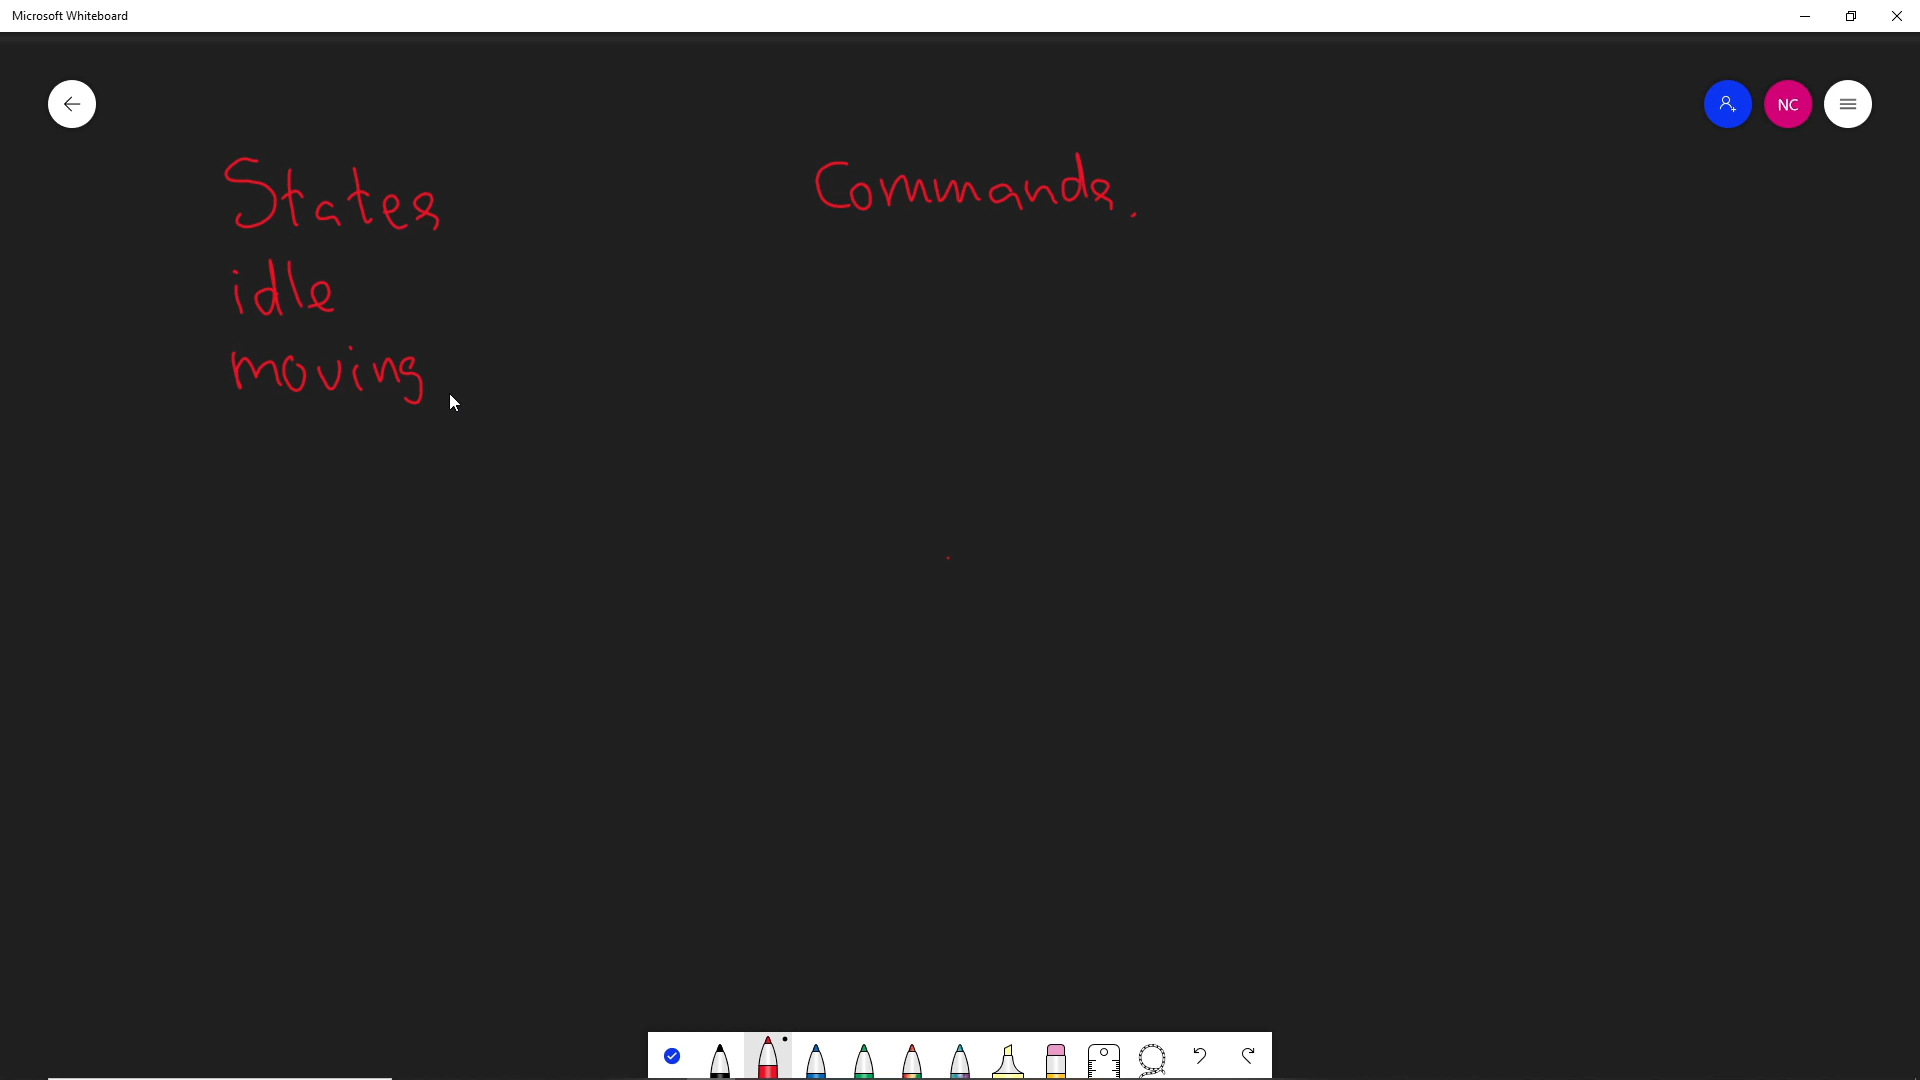 Microsoft Whiteboard
NC
States
Commands.
idle
moving